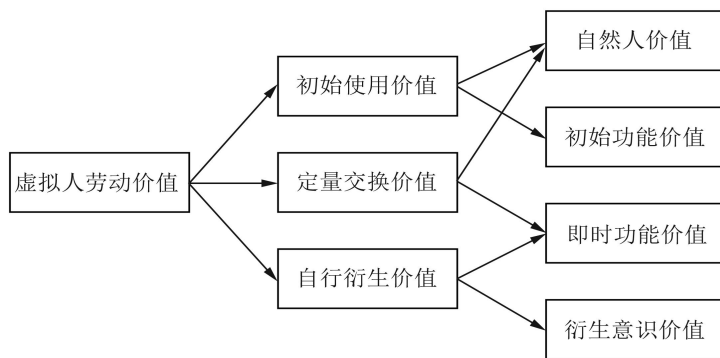 自然人价值
初始使用价值
初始功能价值
虚拟人劳动价值
定量交换价值
即时功能价值
自行衍生价值
衍生意识价值